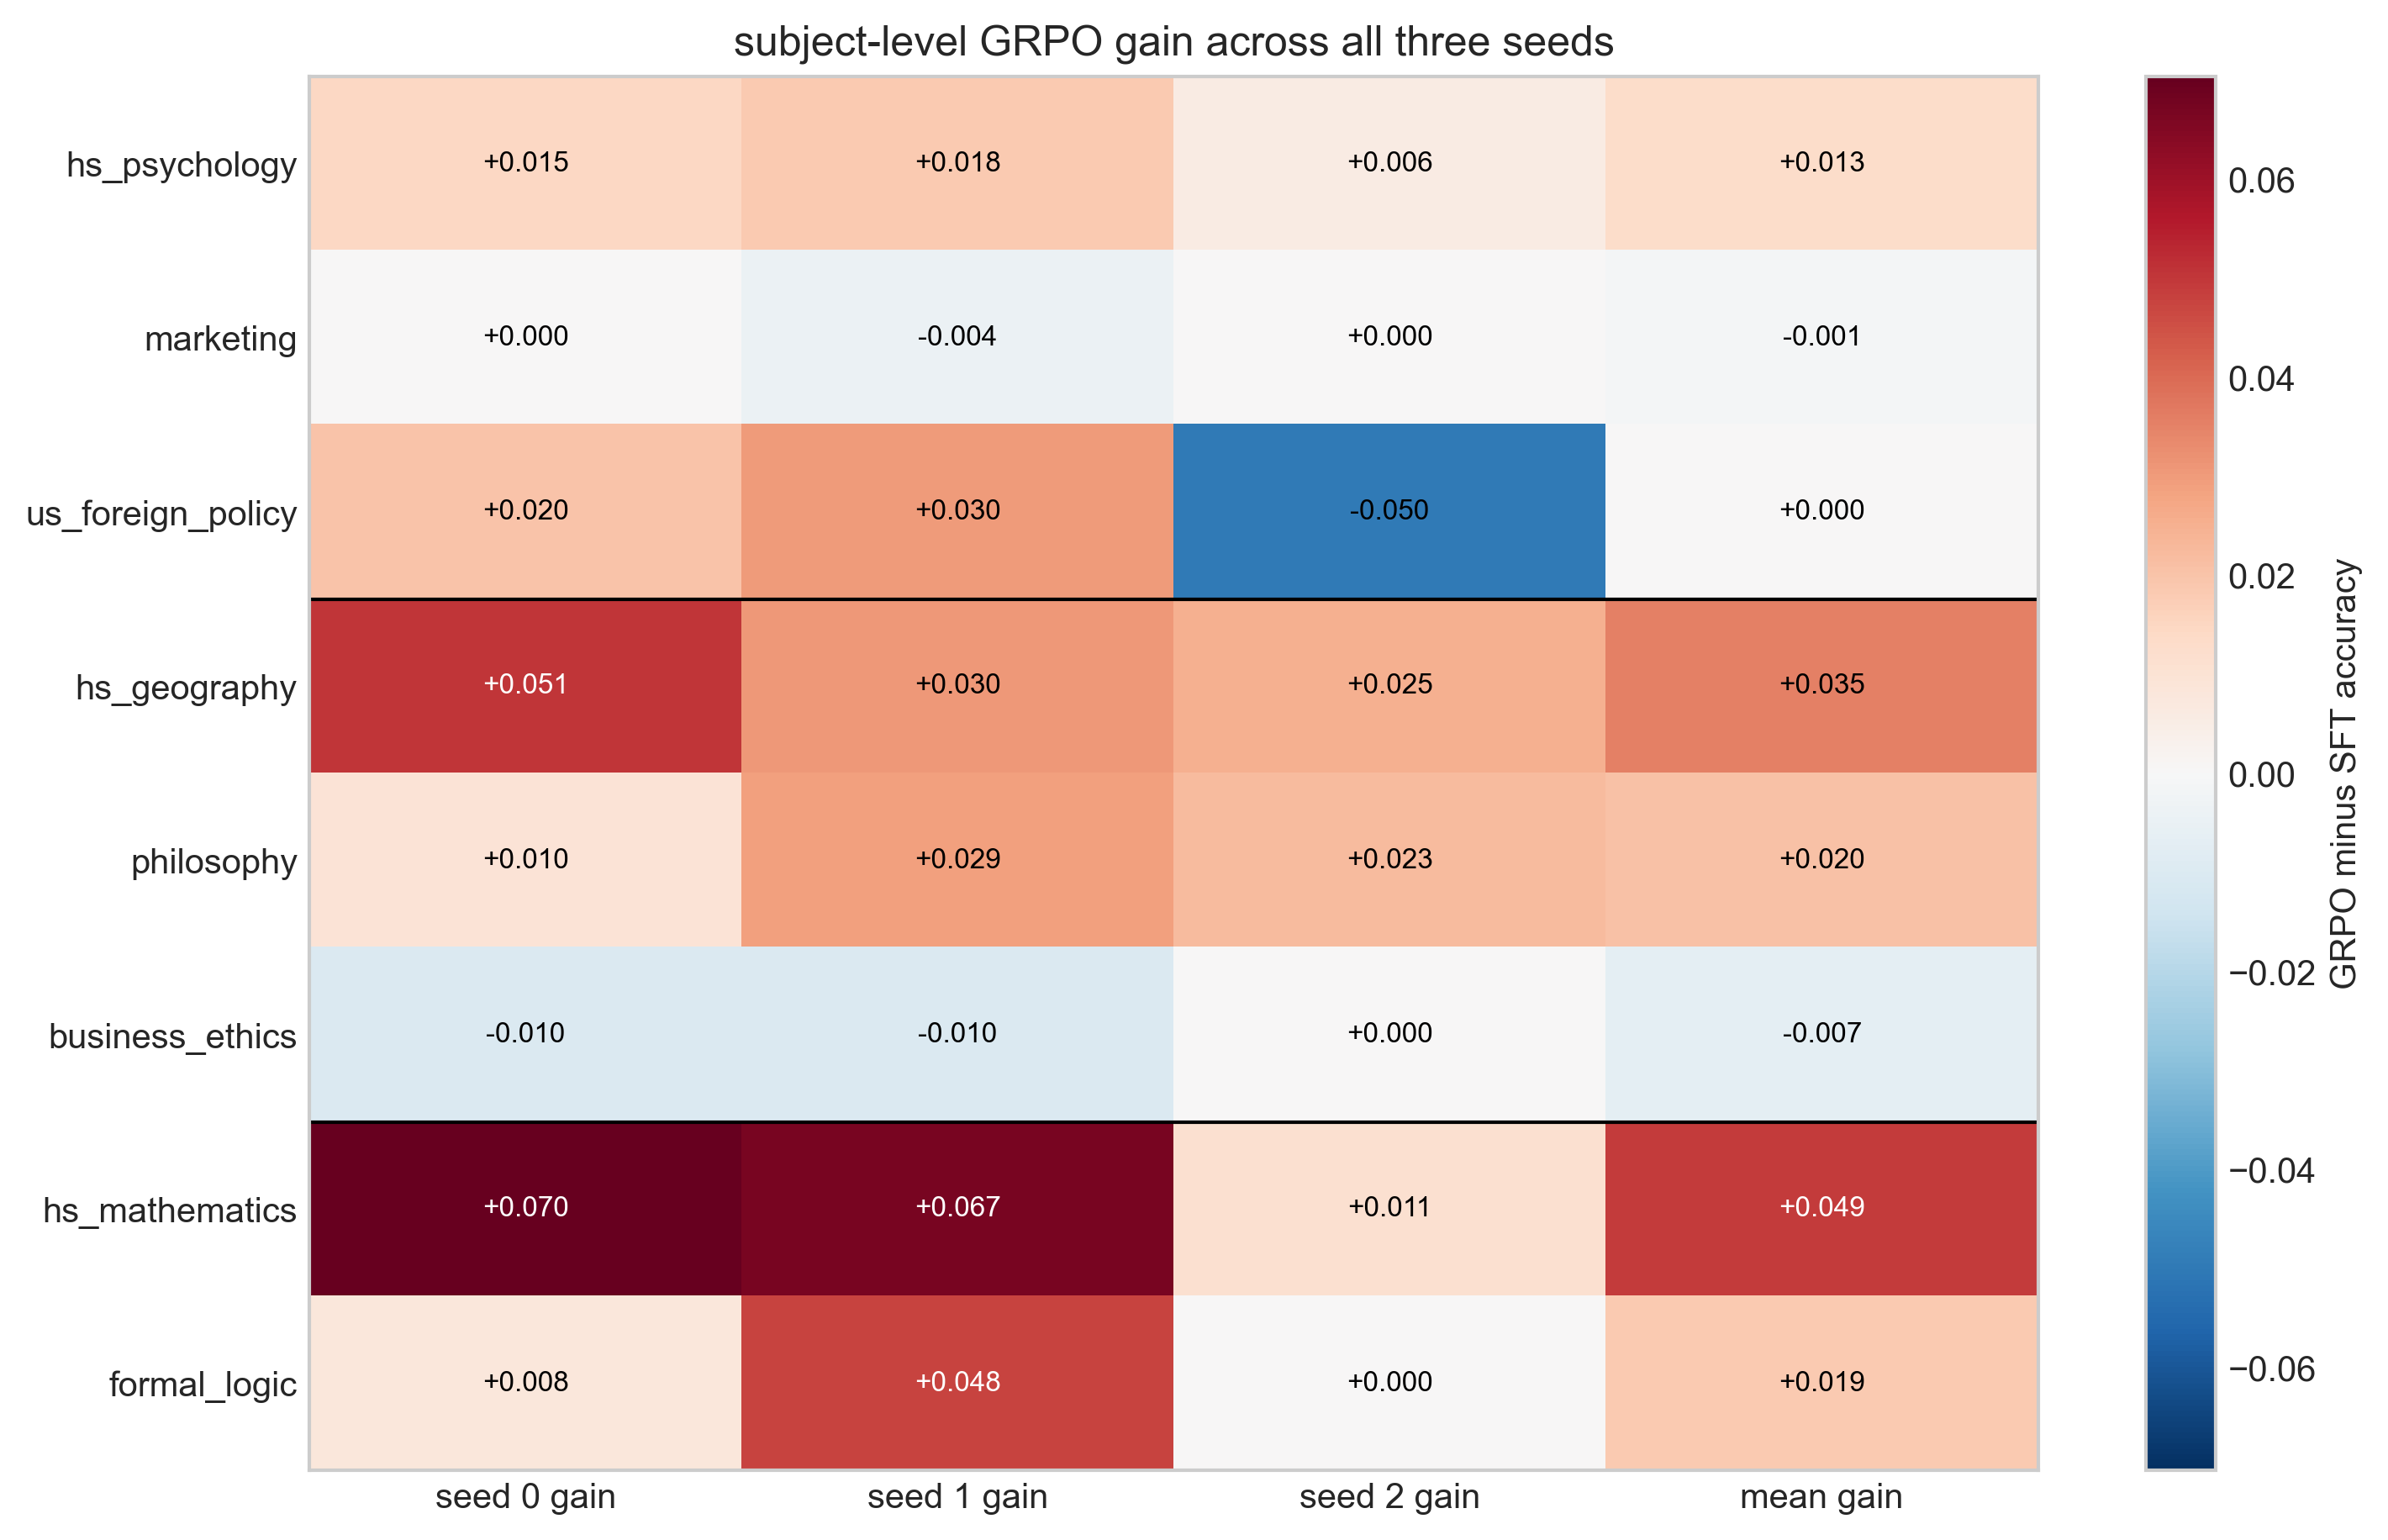 subject-level GRPO gain across all three seeds
hs_psychology +0.015 +0.018 +0.006 +0.013
marketing +0.000 -0.004 +0.000 -0.001
us_foreign_policy +0.020 +0.030 -0.050 +0.000
hs_geography +0.051 +0.030 +0.025 +0.035
philosophy +0.010 +0.029 +0.023 +0.020
business_ethics -0.010 -0.010 +0.000 -0.007
hs_mathematics +0.070 +0.067 +0.011 +0.049
formal_logic +0.008 +0.048 +0.000 +0.019
seed 0 gain seed 1 gain seed 2 gain mean gain
0.06
0.04
0.02
0.00
−0.02
−0.04
−0.06
GRPO minus SFT accuracy